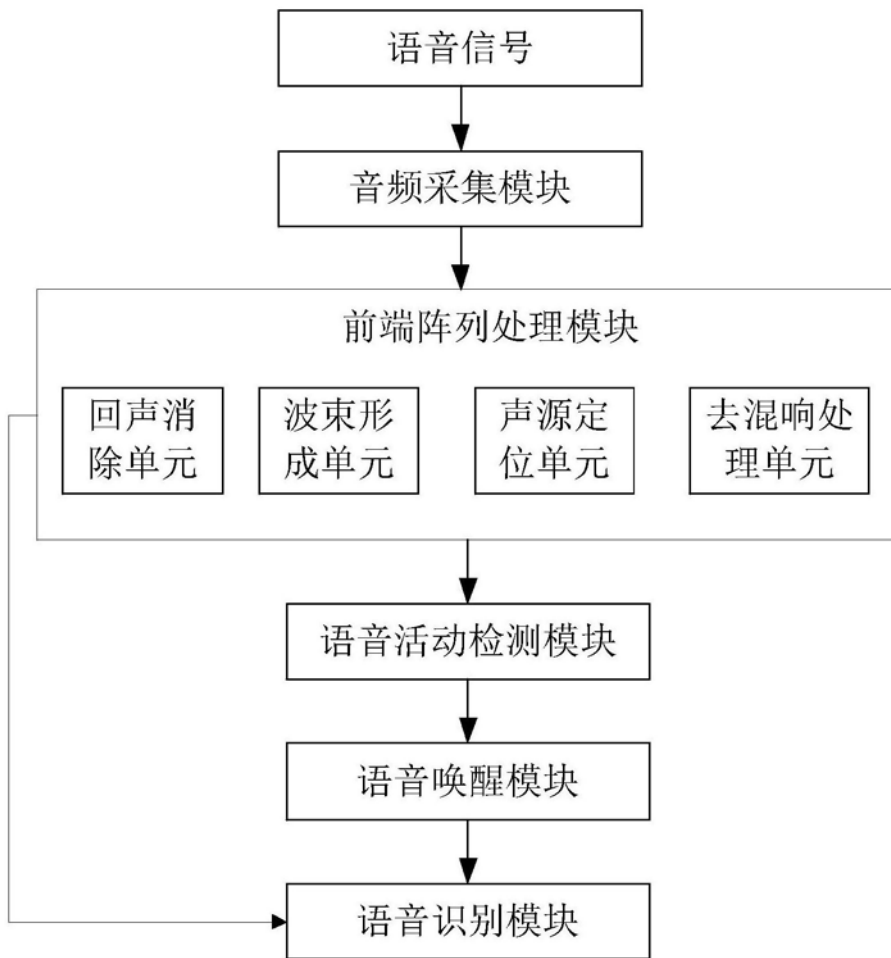 语音信号
音频采集模块
前端阵列处理模块
回声消
除单元
波束形
成单元
声源定
位单元
去混响处
理单元
语音活动检测模块
语音唤醒模块
语音识别模块